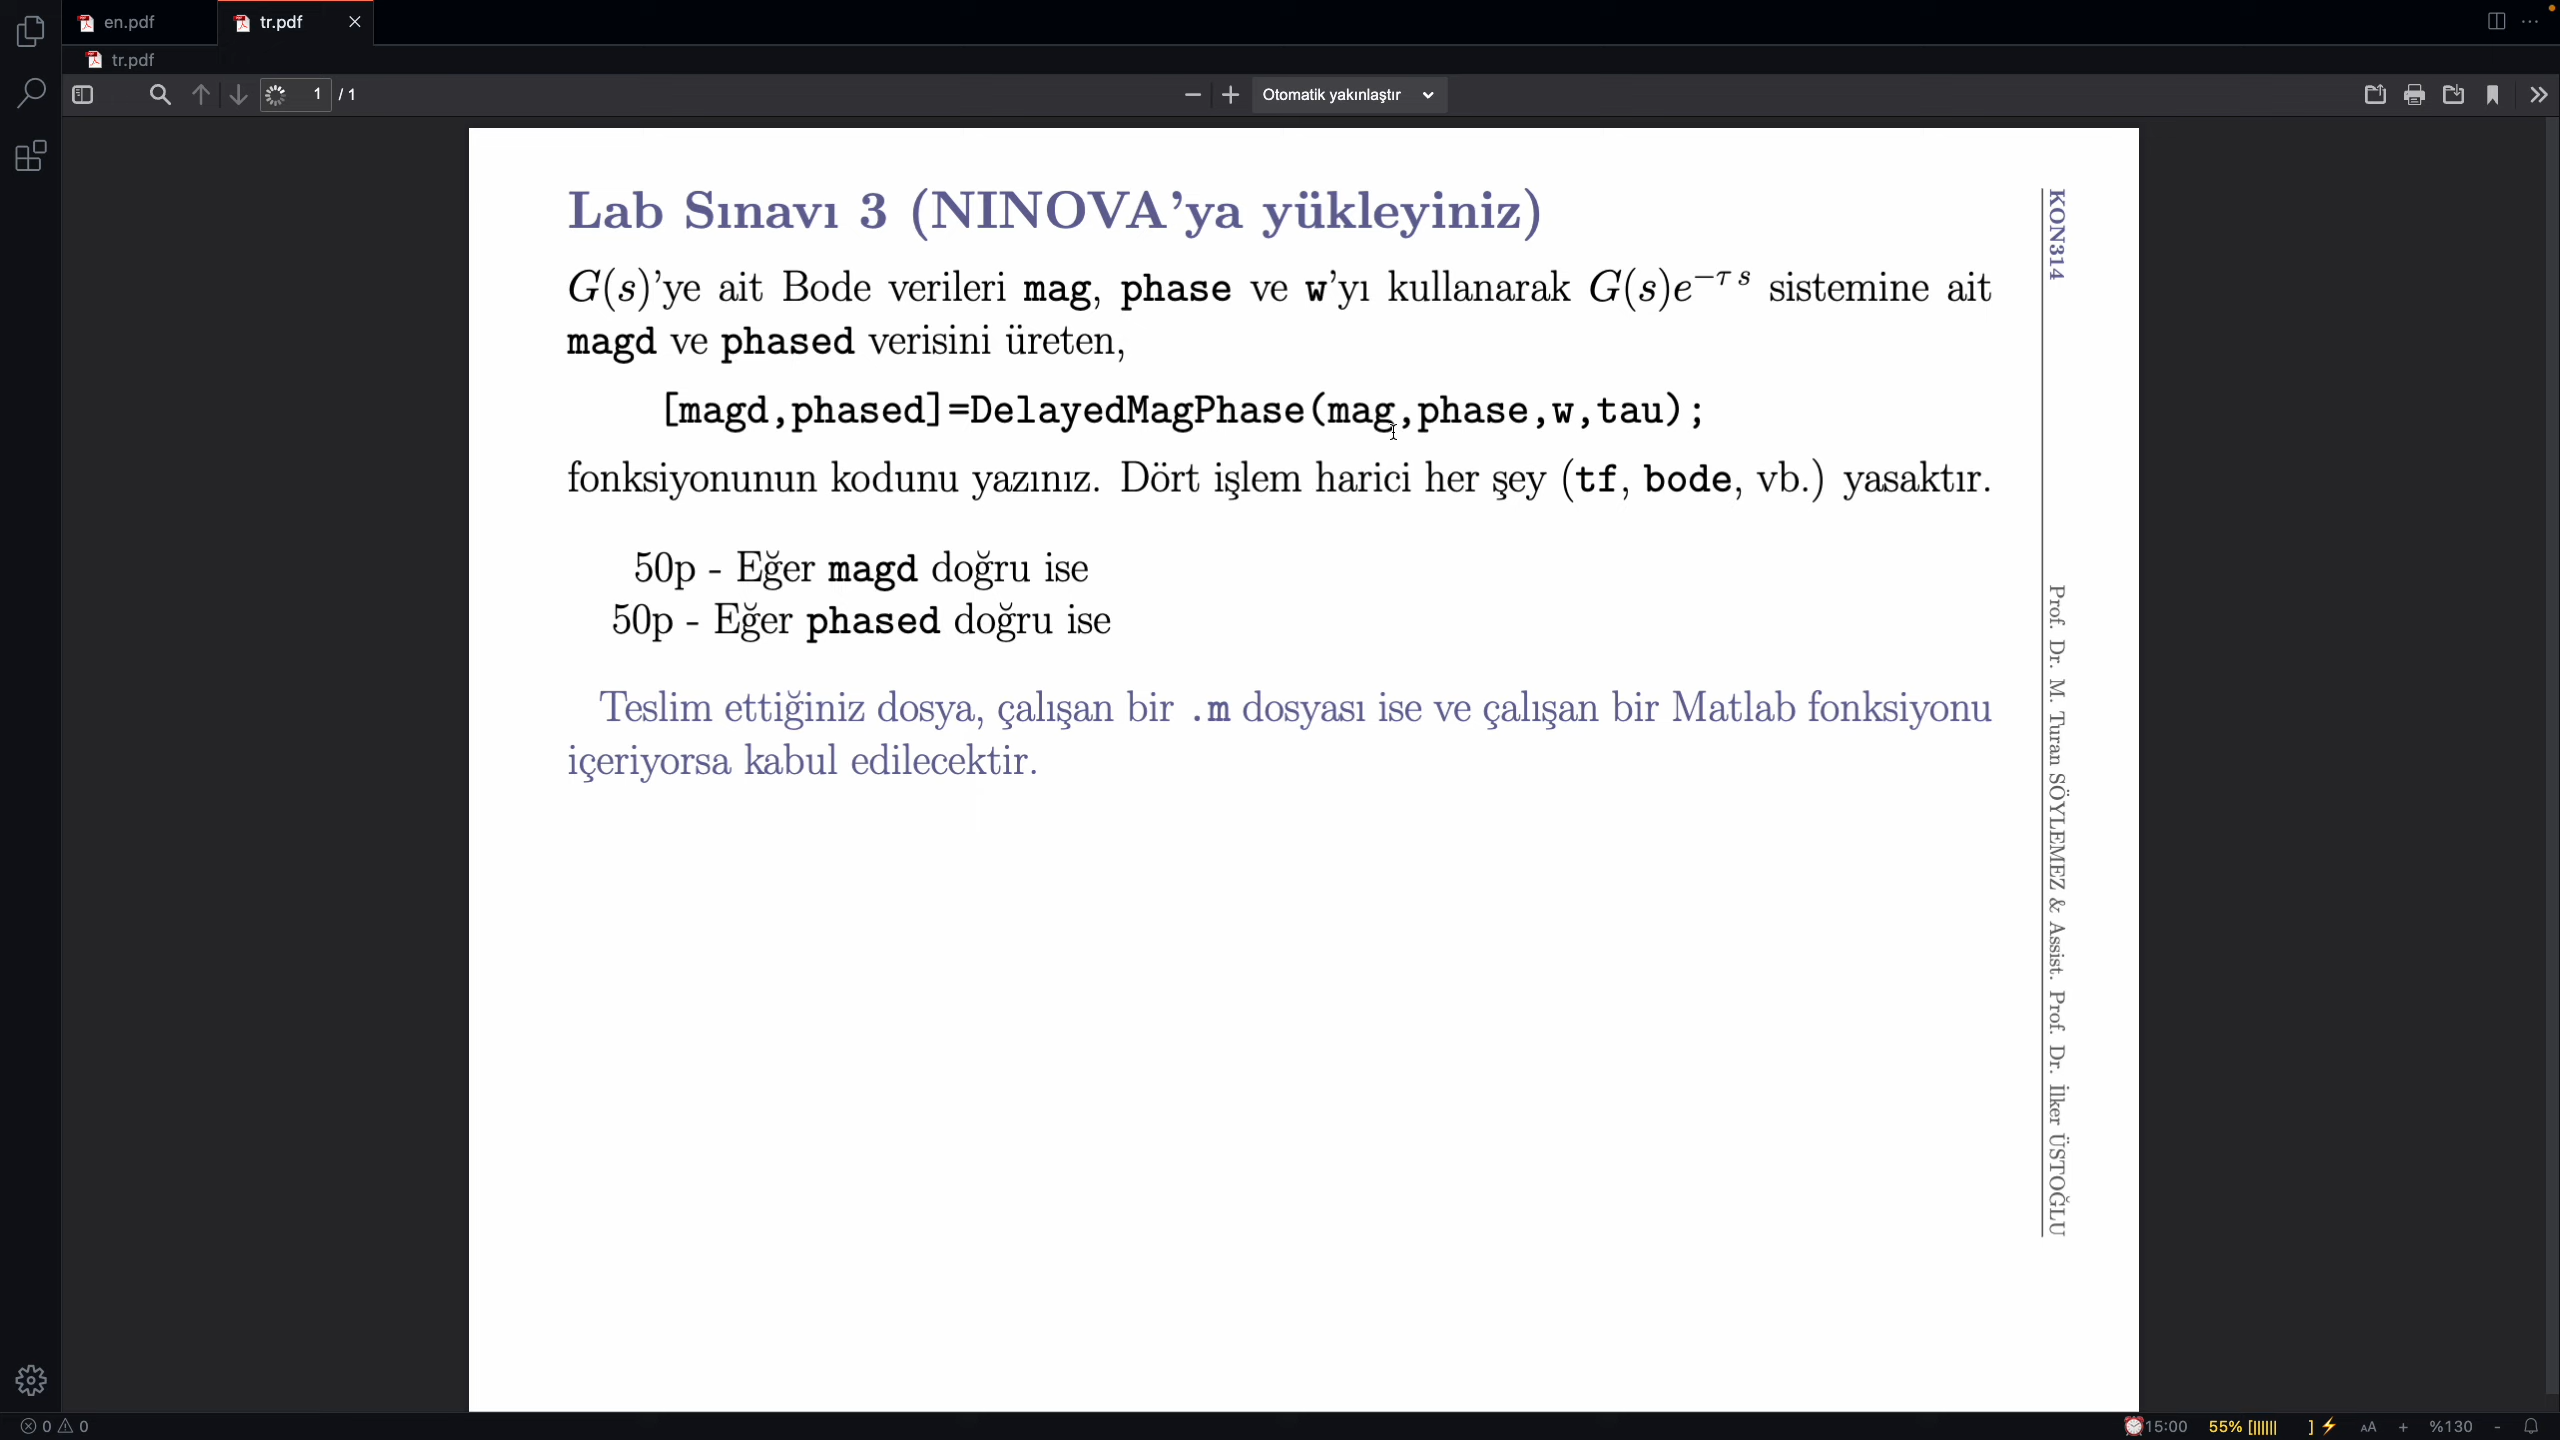 en.pdf
tr.pdf
tr.pdf
1 / 1
Otomatik yakınlaştır
Lab Sınavı 3 (NINOVA’ya yükleyiniz)
G(s)’ye ait Bode verileri mag, phase ve w’yı kullanarak G(s)e^{−τ s} sistemine ait
magd ve phased verisini üreten,
[magd,phased]=DelayedMagPhase(mag,phase,w,tau);
fonksiyonunun kodunu yazınız. Dört işlem harici her şey (tf, bode, vb.) yasaktır.
50p - Eğer magd doğru ise
50p - Eğer phased doğru ise
Teslim ettiğiniz dosya, çalışan bir .m dosyası ise ve çalışan bir Matlab fonksiyonu
içeriyorsa kabul edilecektir.
KON314
Prof. Dr. M. Turan SÖYLEMEZ & Assist. Prof. Dr. İlker ÜSTOĞLU
0 0
15:00 55% [|||||| ] AA + %130 -